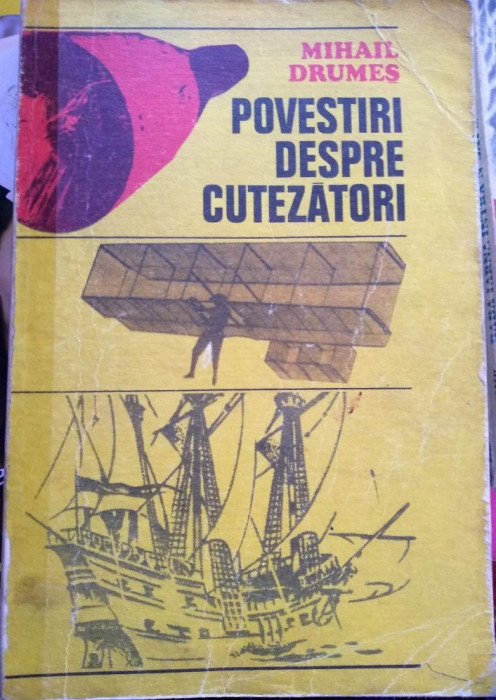 MIHAIL
DRUMEȘ
POVESTIRI
DESPRE
CUTEZĂTORI